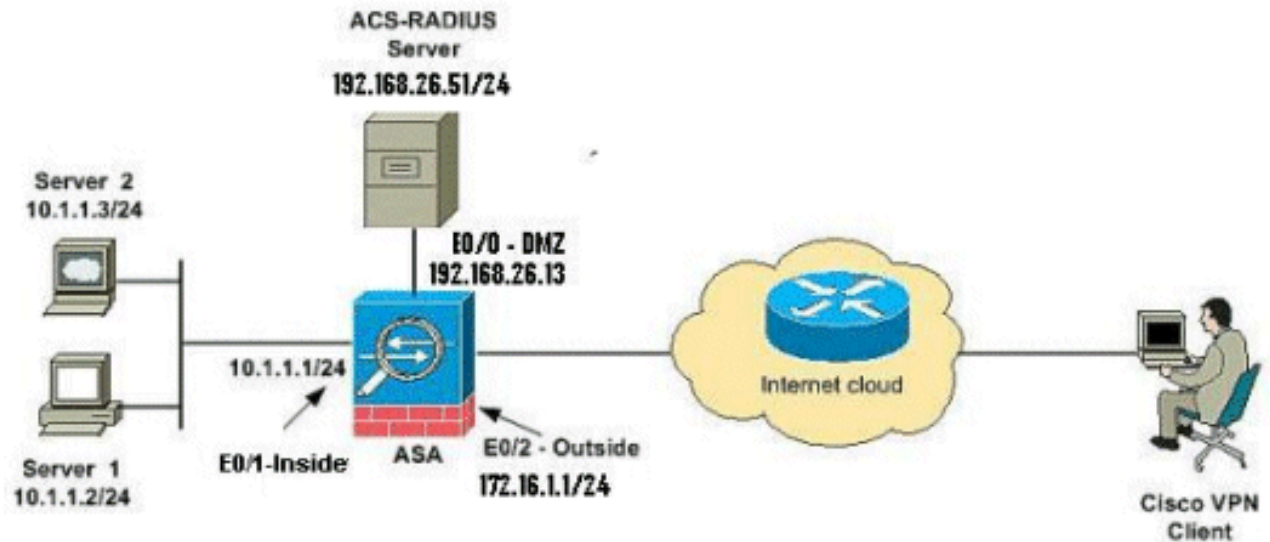 ACS-RADIUS
Server
192.168.26.51/24
Server 2
10.1.1.3/24
E0/0 - DMZ
192.168.26.13
10.1.1.1/24
Internet cloud
E0/1-Inside
ASA
E0/2 - Outside
172.16.1.1/24
Server 1
10.1.1.2/24
Cisco VPN
Client